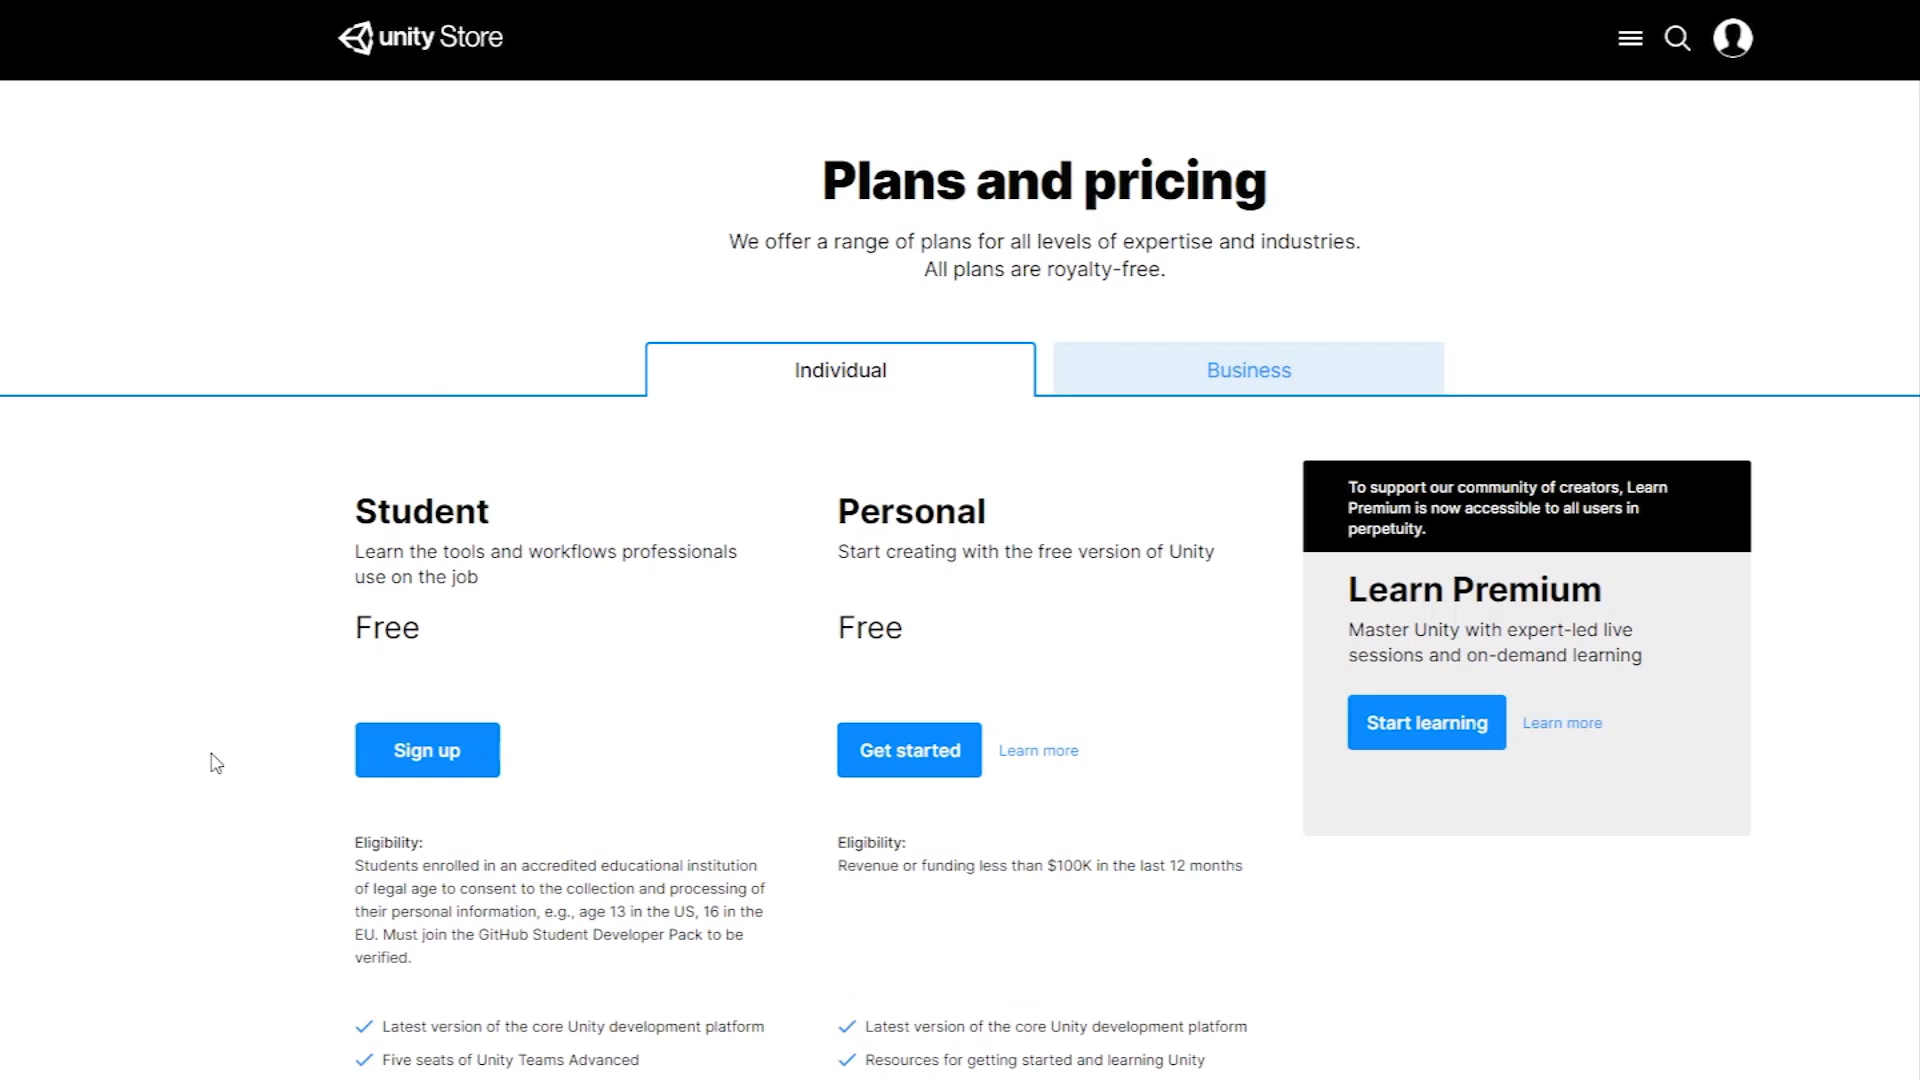 unity Store
Plans and pricing
We offer a range of plans for all levels of expertise and industries.
All plans are royalty-free.
Individual
Business
Student
Learn the tools and workflows professionals
use on the job
Free
Sign up
Eligibility:
Students enrolled in an accredited educational institution
of legal age to consent to the collection and processing of
their personal information, e.g., age 13 in the US, 16 in the
EU. Must join the GitHub Student Developer Pack to be
verified.
Latest version of the core Unity development platform
Five seats of Unity Teams Advanced
Personal
Start creating with the free version of Unity
Free
Get started
Learn more
Eligibility:
Revenue or funding less than $100K in the last 12 months
Latest version of the core Unity development platform
Resources for getting started and learning Unity
To support our community of creators, Learn
Premium is now accessible to all users in
perpetuity.
Learn Premium
Master Unity with expert-led live
sessions and on-demand learning
Start learning
Learn more